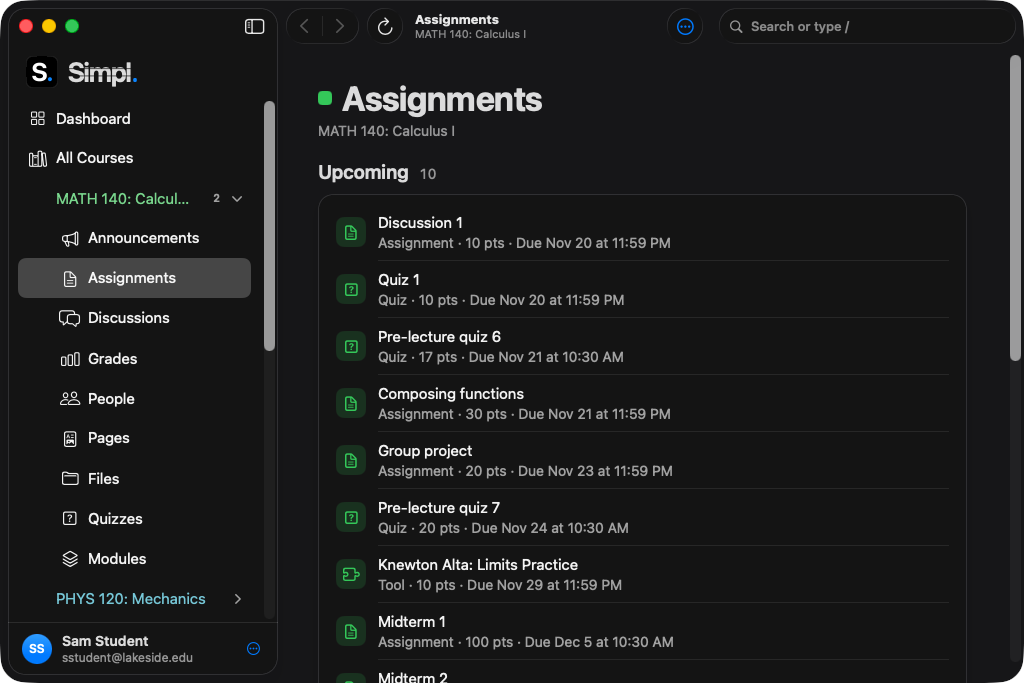 Assignments
MATH 140: Calculus I
Search or type /
S.
Simpl.
Dashboard
All Courses
MATH 140: Calcul... 2
Announcements
Assignments
Discussions
Grades
People
Pages
Files
Quizzes
Modules
PHYS 120: Mechanics
SS
Sam Student
sstudent@lakeside.edu
Assignments
MATH 140: Calculus I
Upcoming 10
Discussion 1
Assignment · 10 pts · Due Nov 20 at 11:59 PM
Quiz 1
Quiz · 10 pts · Due Nov 20 at 11:59 PM
Pre-lecture quiz 6
Quiz · 17 pts · Due Nov 21 at 10:30 AM
Composing functions
Assignment · 30 pts · Due Nov 21 at 11:59 PM
Group project
Assignment · 20 pts · Due Nov 23 at 11:59 PM
Pre-lecture quiz 7
Quiz · 20 pts · Due Nov 24 at 10:30 AM
Knewton Alta: Limits Practice
Tool · 10 pts · Due Nov 29 at 11:59 PM
Midterm 1
Assignment · 100 pts · Due Dec 5 at 10:30 AM
Midterm 2